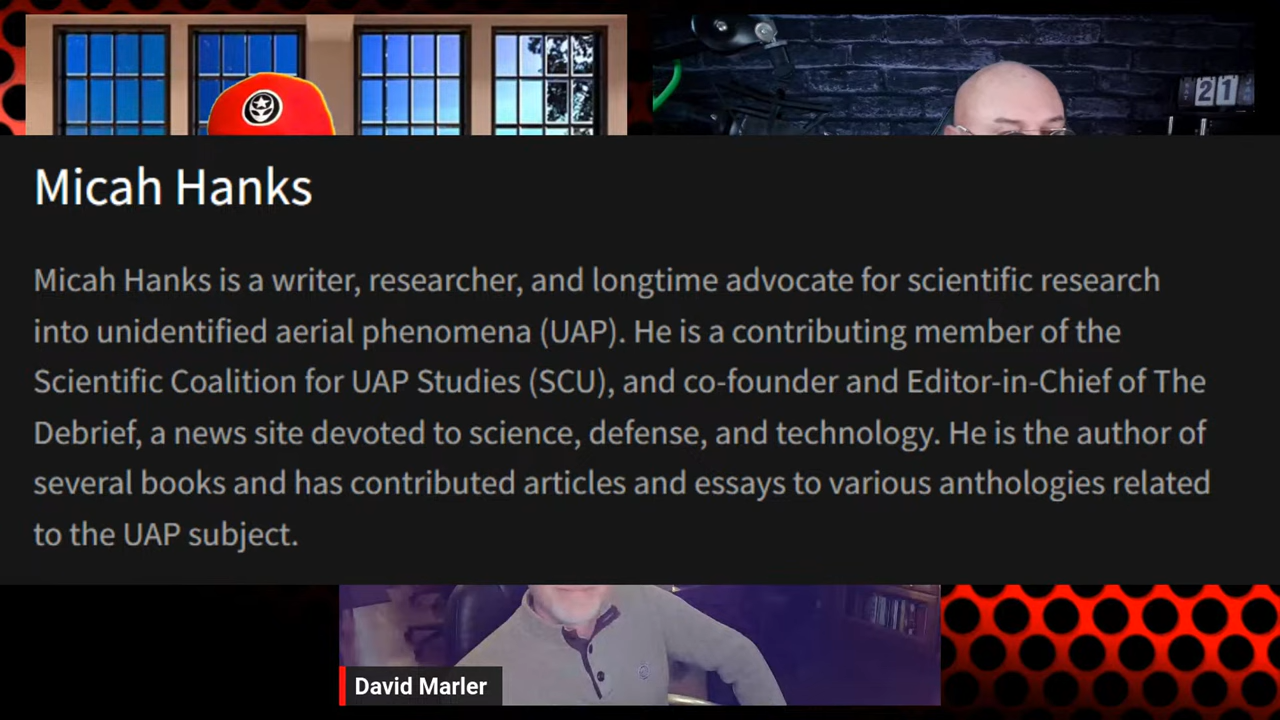 21
Micah Hanks
Micah Hanks is a writer, researcher, and longtime advocate for scientific research
into unidentified aerial phenomena (UAP). He is a contributing member of the
Scientific Coalition for UAP Studies (SCU), and co-founder and Editor-in-Chief of The
Debrief, a news site devoted to science, defense, and technology. He is the author of
several books and has contributed articles and essays to various anthologies related
to the UAP subject.
David Marler